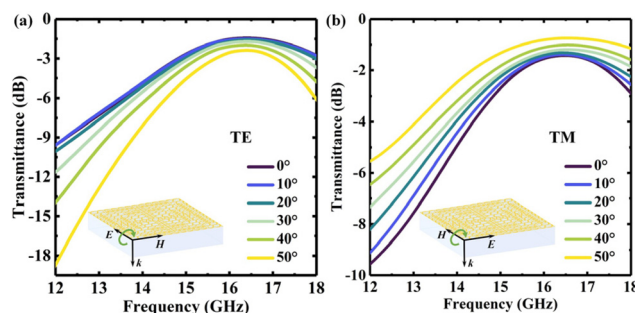 (a)
0
-3
-6
-9
-12
-15
-18
Transmittance (dB)
TE
0°
10°
20°
30°
40°
50°
E
H
k
12 13 14 15 16 17 18
Frequency (GHz)
(b)
0
-2
-4
-6
-8
-10
Transmittance (dB)
TM
0°
10°
20°
30°
40°
50°
H
E
k
12 13 14 15 16 17 18
Frequency (GHz)